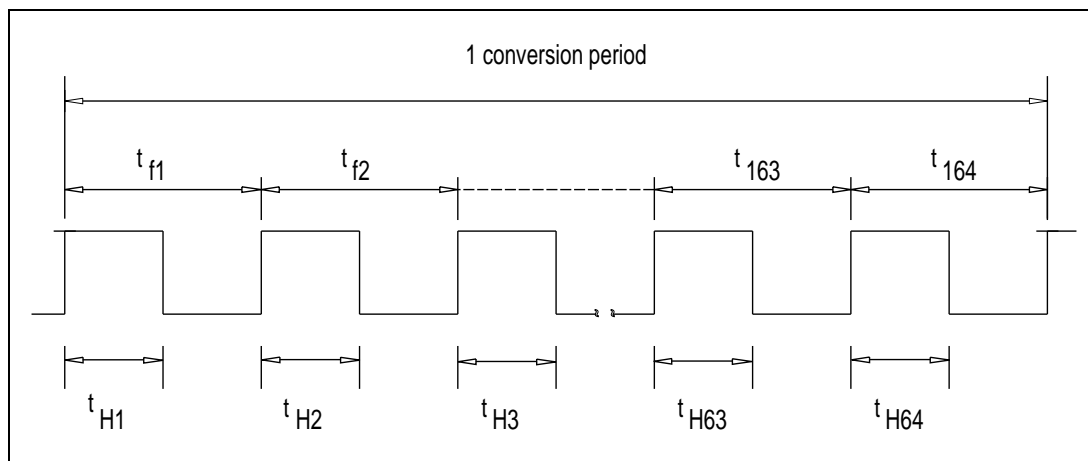 1 conversion period
t f1 t f2 t 163 t 164
t H1 t H2 t H3 t H63 t H64